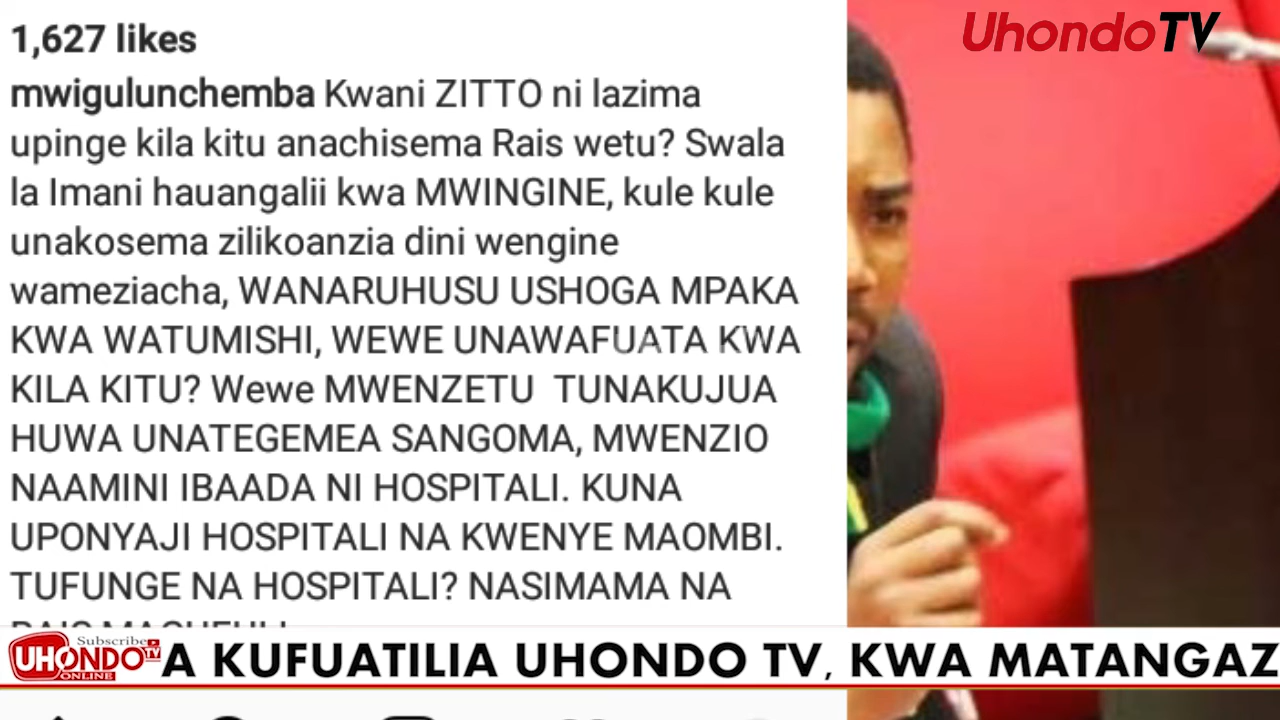 1,627 likes
UhondoTV
mwigulunchemba Kwani ZITTO ni lazima
upinge kila kitu anachisema Rais wetu? Swala
la Imani hauangalii kwa MWINGINE, kule kule
unakosema zilikoanzia dini wengine
wameziacha, WANARUHUSU USHOGA MPAKA
KWA WATUMISHI, WEWE UNAWAFUATA KWA
KILA KITU? Wewe MWENZETU TUNAKUJUA
HUWA UNATEGEMEA SANGOMA, MWENZIO
NAAMINI IBAADA NI HOSPITALI. KUNA
UPONYAJI HOSPITALI NA KWENYE MAOMBI.
TUFUNGE NA HOSPITALI? NASIMAMA NA
Subscribe
UHONDO TV
ONLINE
A KUFUATILIA UHONDO TV, KWA MATANGAZ